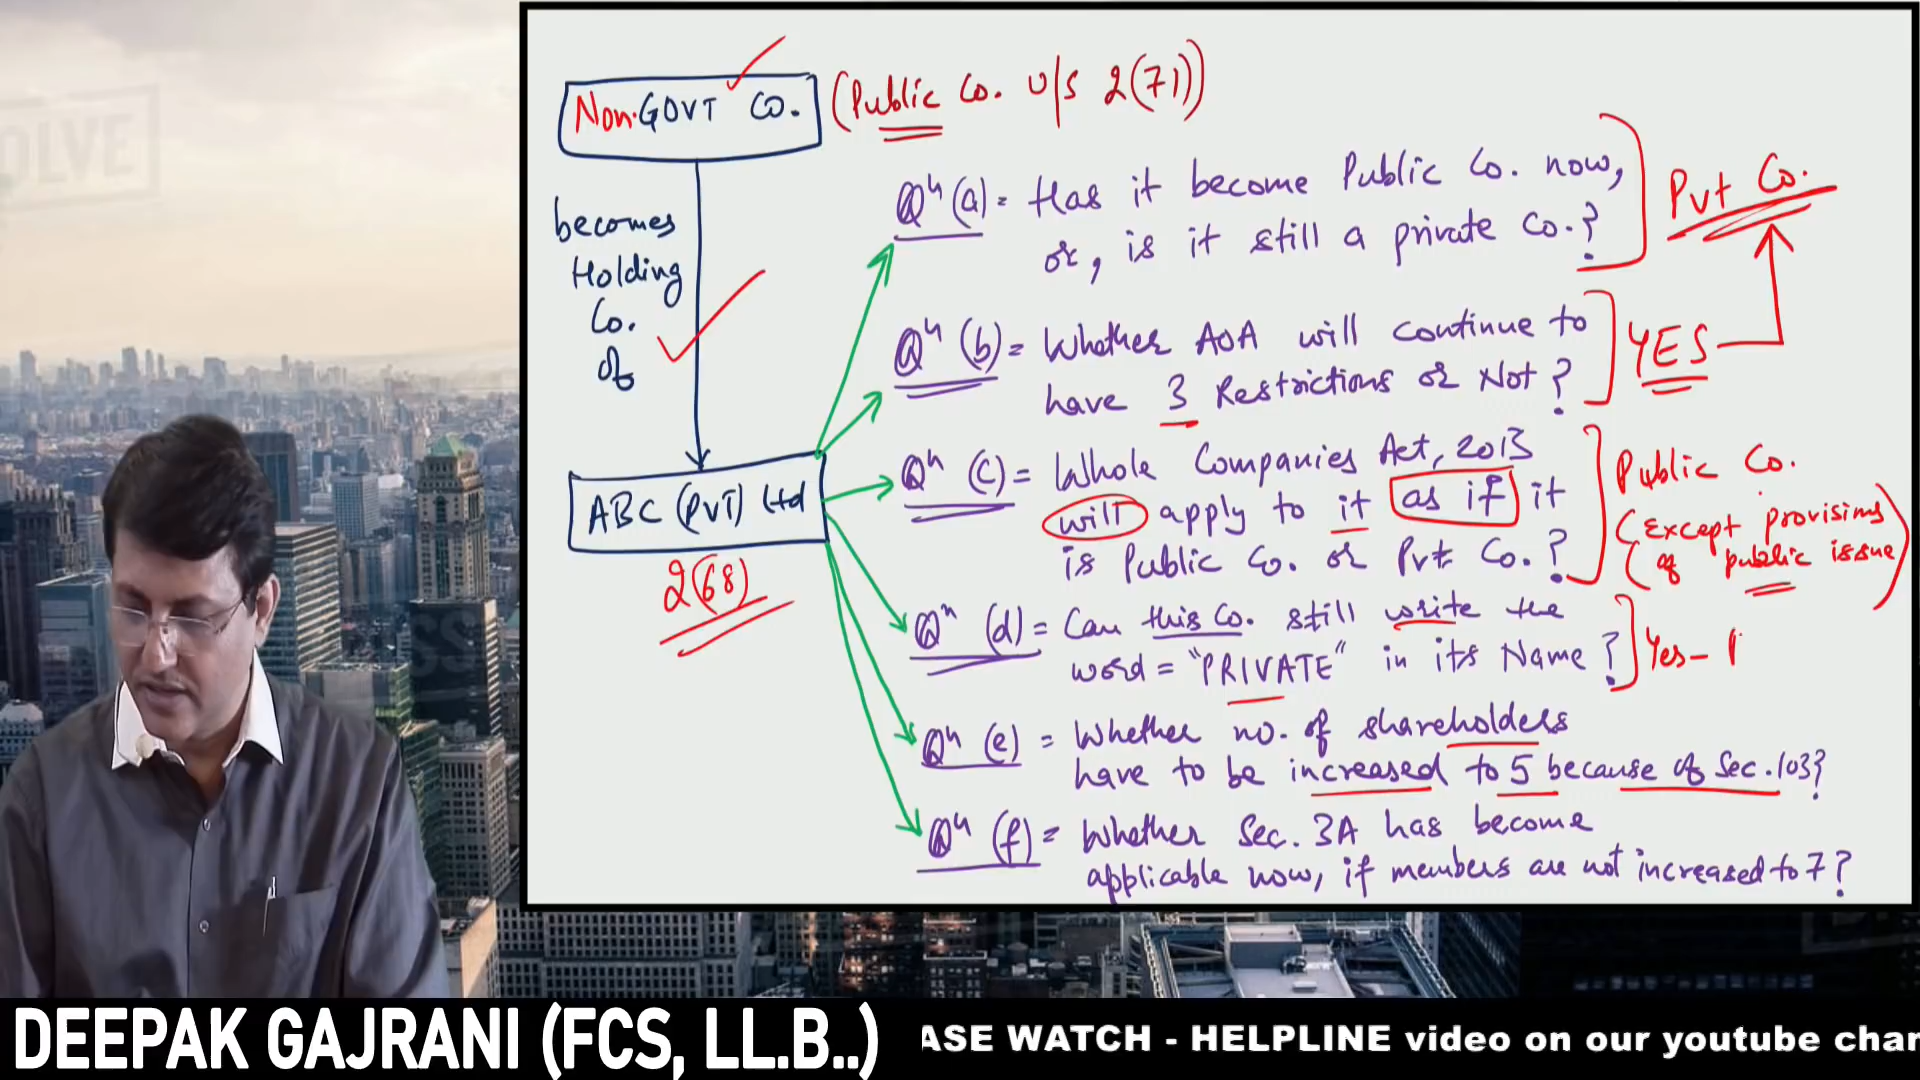 OLVE
Non-GOVT CO. (Public Co. U/S 2(71))
becomes
Holding
Co.
of
ABC (PVT) Ltd
2(68)
Qn (a) = Has it become Public Co. now,
or, is it still a private Co.?
Pvt Co.
Qn (b) = Whether AOA will continue to
have 3 Restrictions or Not?
YES
Qn (c) = Whole Companies Act, 2013
will apply to it as if it
is Public Co. or Pvt Co.?
Public Co.
(Except provisions
of public issue)
Qn (d) = Can this Co. still write the
word = "PRIVATE" in its Name?
Yes-
Qn (e) = Whether no. of shareholders
have to be increased to 5 because of Sec. 103?
Qn (f) = Whether Sec. 3A has become
applicable now, if members are not increased to 7?
DEEPAK GAJRANI (FCS, LL.B..)
ASE WATCH - HELPLINE video on our youtube chan